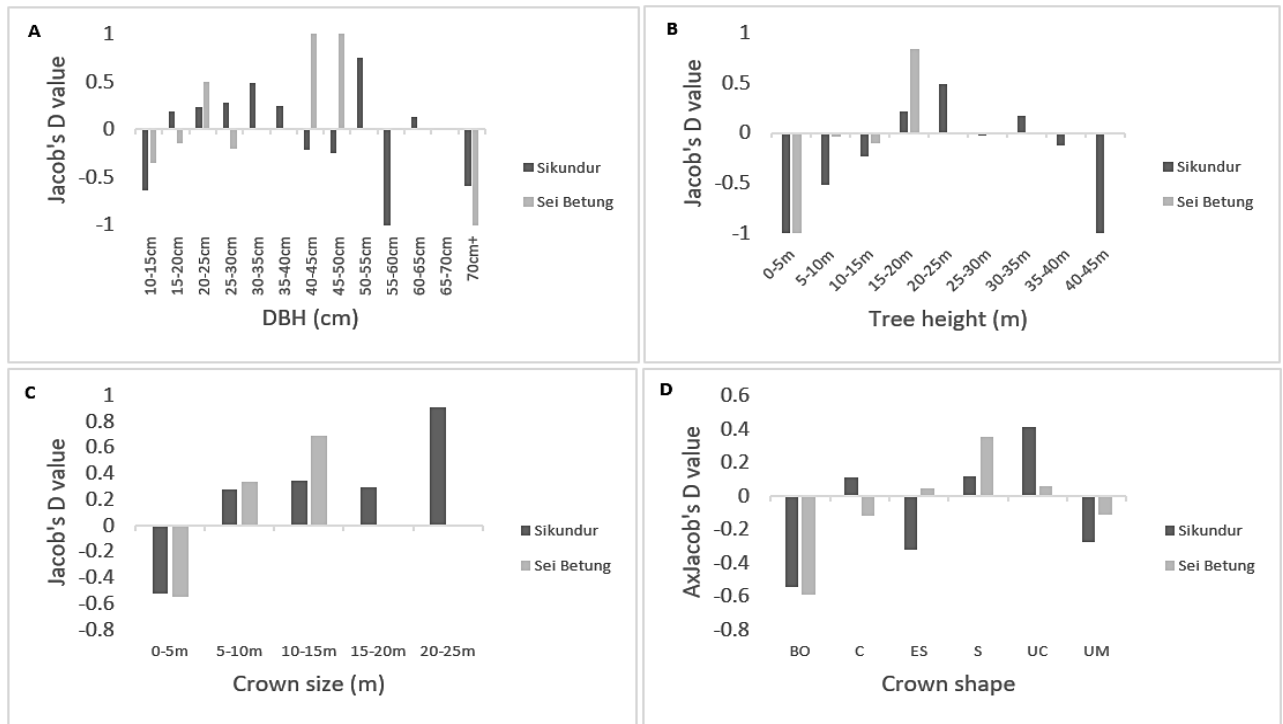 A
Jacob's D value
1
0.5
0
-0.5
-1
10-15cm
15-20cm
20-25cm
25-30cm
30-35cm
35-40cm
40-45cm
45-50cm
50-55cm
55-60cm
60-65cm
65-70cm
70cm+
DBH (cm)
Sikundur
Sei Betung
B
Jacob's D value
1
0.5
0
-0.5
-1
0-5m
5-10m
10-15m
15-20m
20-25m
25-30m
30-35m
35-40m
40-45m
Tree height (m)
Sikundur
Sei Betung
C
Jacob's D value
1
0.8
0.6
0.4
0.2
0
-0.2
-0.4
-0.6
-0.8
0-5m
5-10m
10-15m
15-20m
20-25m
Crown size (m)
Sikundur
Sei Betung
D
AxJacob's D value
0.6
0.4
0.2
0
-0.2
-0.4
-0.6
-0.8
BO
C
ES
S
UC
UM
Crown shape
Sikundur
Sei Betung